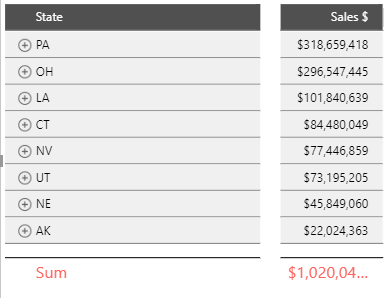 State Sales $
PA $318,659,418
OH $296,547,445
LA $101,840,639
CT $84,480,049
NV $77,446,859
UT $73,195,205
NE $45,849,060
AK $22,024,363
Sum $1,020,04...